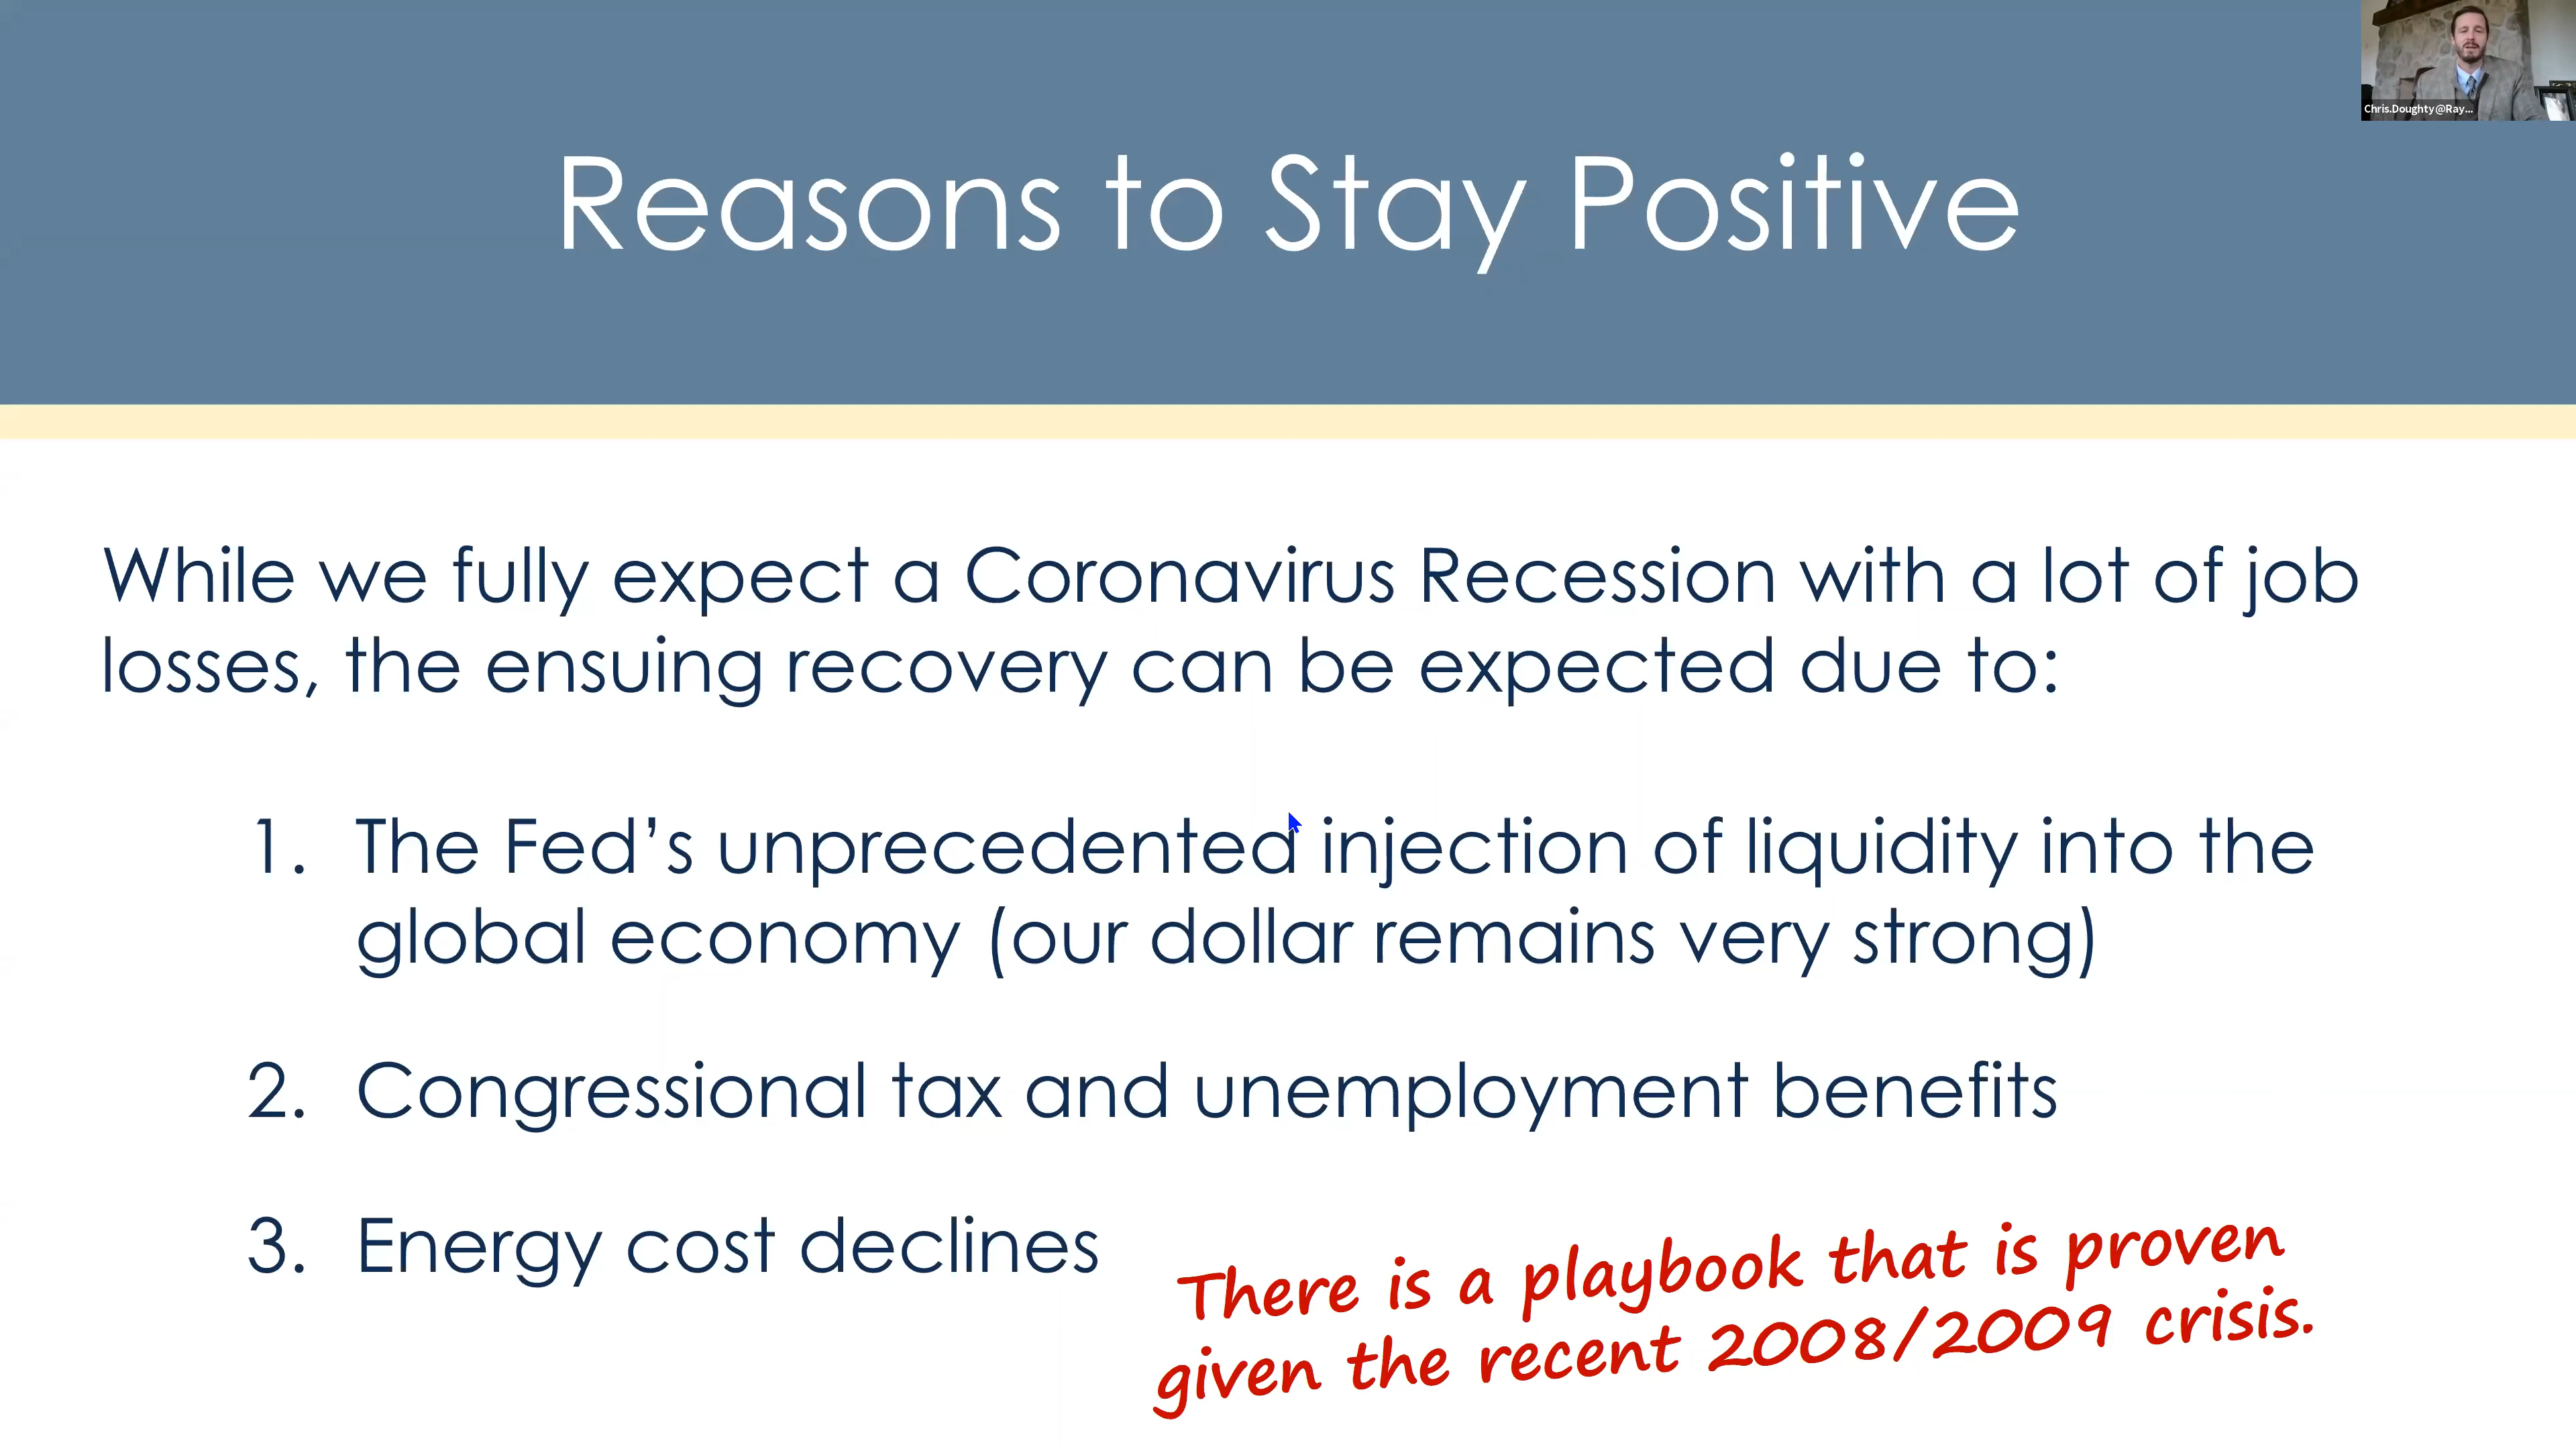 Chris.Doughty@Ray...
Reasons to Stay Positive
While we fully expect a Coronavirus Recession with a lot of job
losses, the ensuing recovery can be expected due to:
1. The Fed’s unprecedented injection of liquidity into the
global economy (our dollar remains very strong)
2. Congressional tax and unemployment benefits
3. Energy cost declines
There is a playbook that is proven
given the recent 2008/2009 crisis.